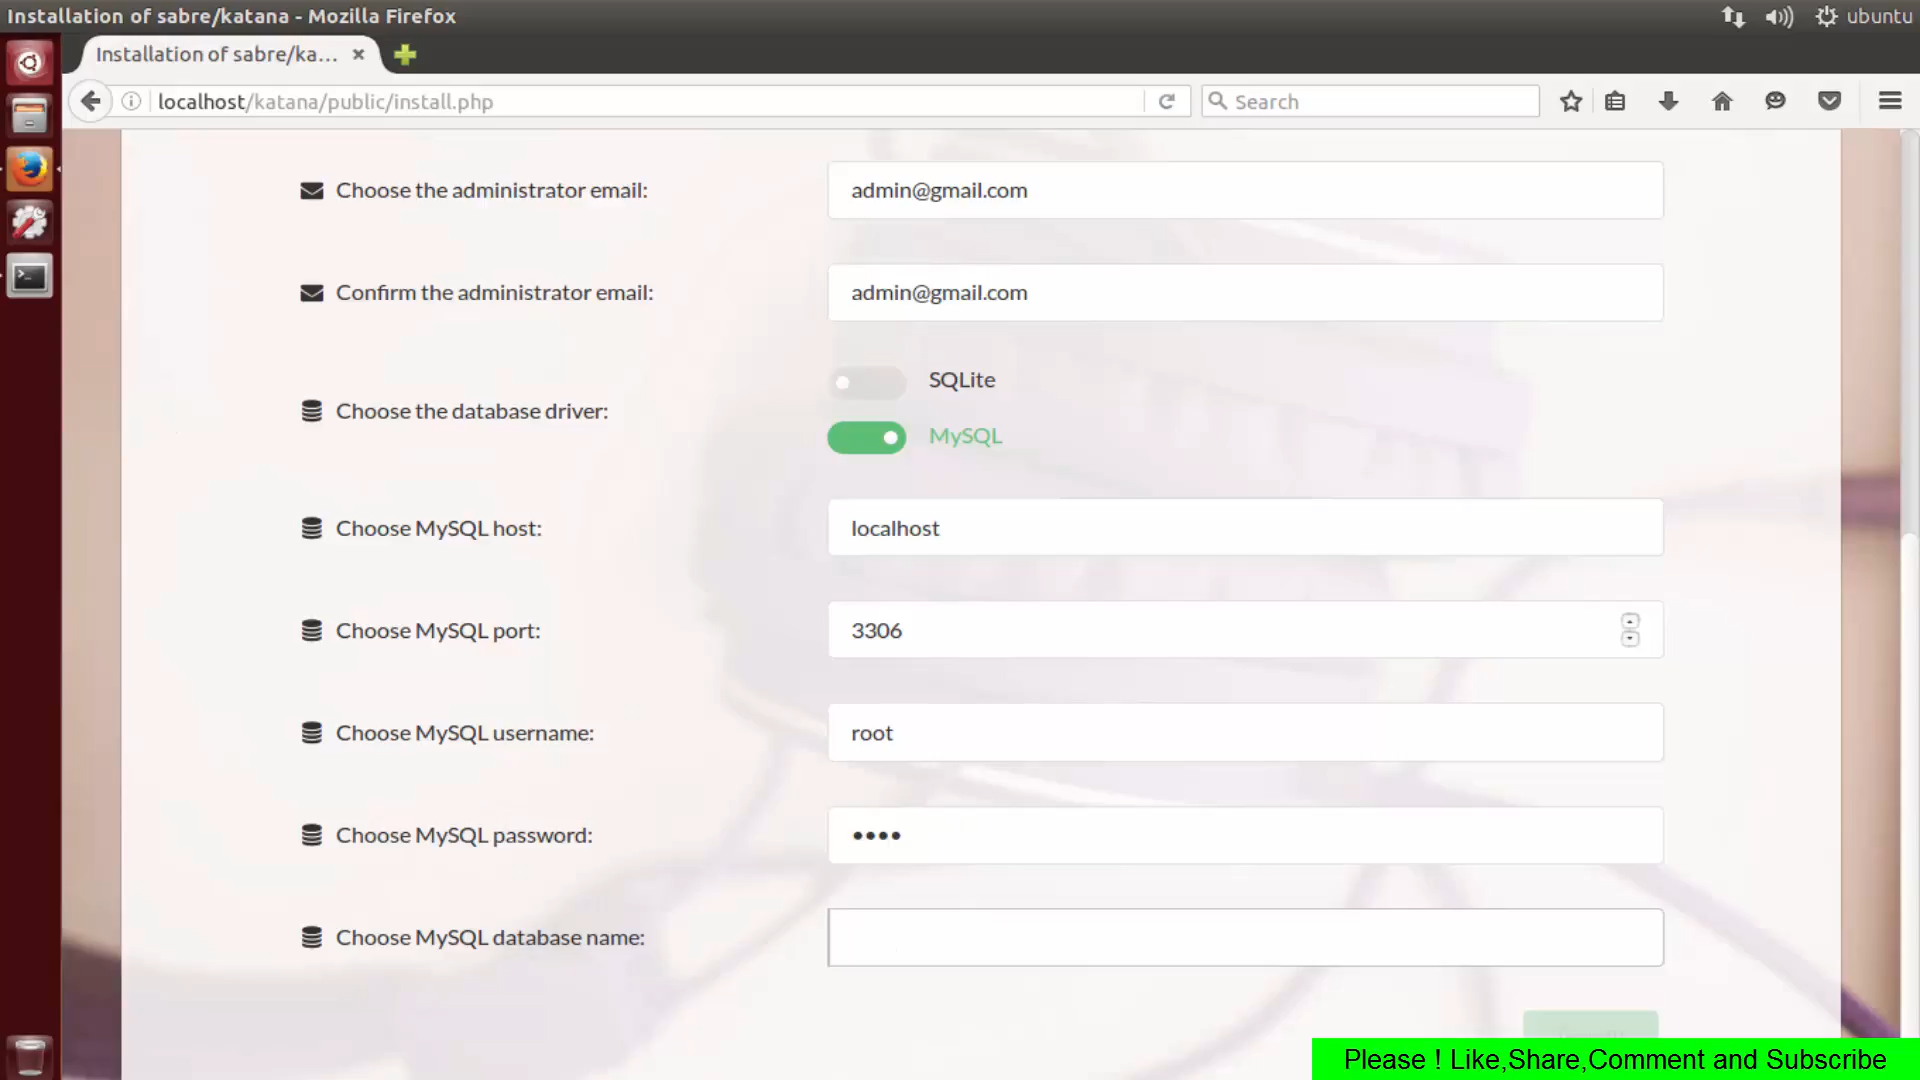 Installation of sabre/katana - Mozilla Firefox
ubuntu
Installation of sabre/ka...
localhost/katana/public/install.php
Search
Choose the administrator email:
admin@gmail.com
Confirm the administrator email:
admin@gmail.com
Choose the database driver:
SQLite
MySQL
Choose MySQL host:
localhost
Choose MySQL port:
3306
Choose MySQL username:
root
Choose MySQL password:
••••
Choose MySQL database name:
Please ! Like,Share,Comment and Subscribe